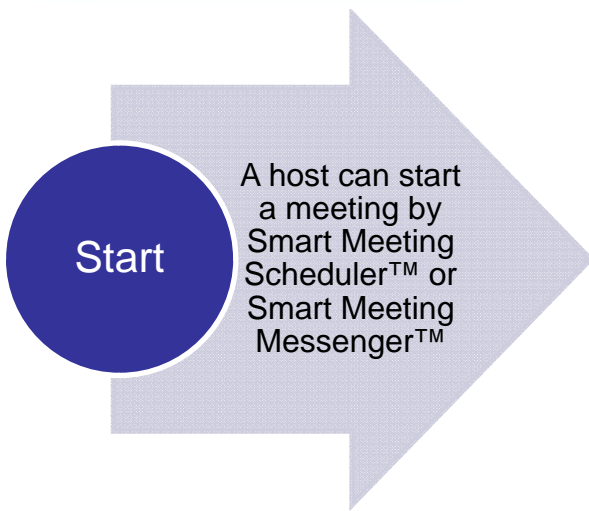 Start
A host can start
a meeting by
Smart Meeting
Scheduler™ or
Smart Meeting
Messenger™